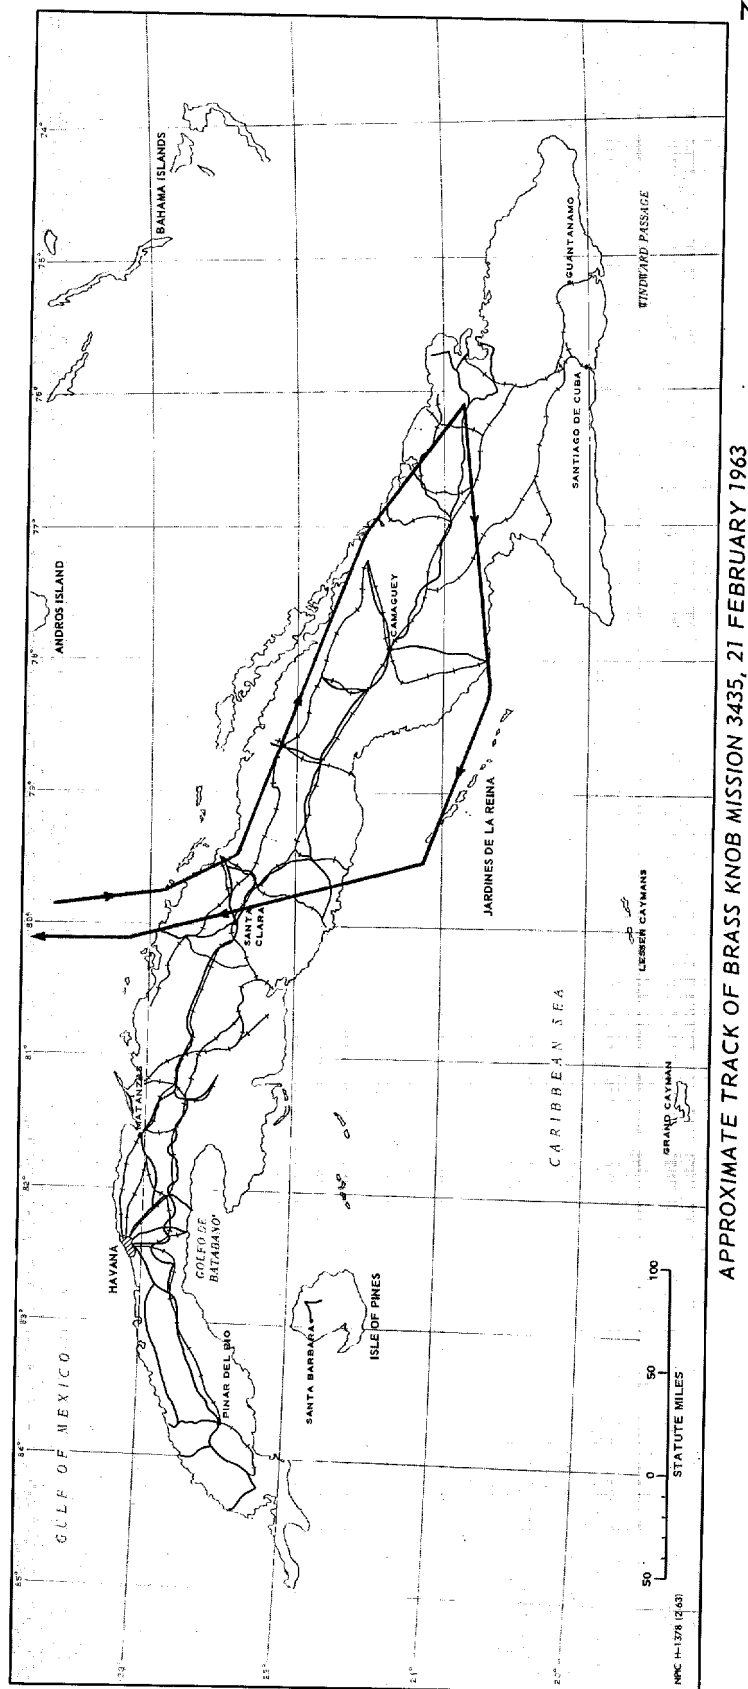 GULF OF MEXICO
85°
84°
83°
82°
81°
80°
79°
78°
77°
76°
75°
74°
23°
21°
20°
HAVANA
MATANZAS
PINAR DEL RIO
GOLFO DE
BATABANO
SANTA BARBARA
ISLE OF PINES
SANTA
CLARA
ANDROS ISLAND
BAHAMA ISLANDS
CAMAGUEY
JARDINES DE LA REINA
SANTIAGO DE CUBA
GUANTANAMO
WINDWARD PASSAGE
CARIBBEAN SEA
LESSER CAYMANS
GRAND CAYMAN
50 0 50 100
STATUTE MILES
NPIC H-1378 (2/63)
APPROXIMATE TRACK OF BRASS KNOB MISSION 3435, 21 FEBRUARY 1963